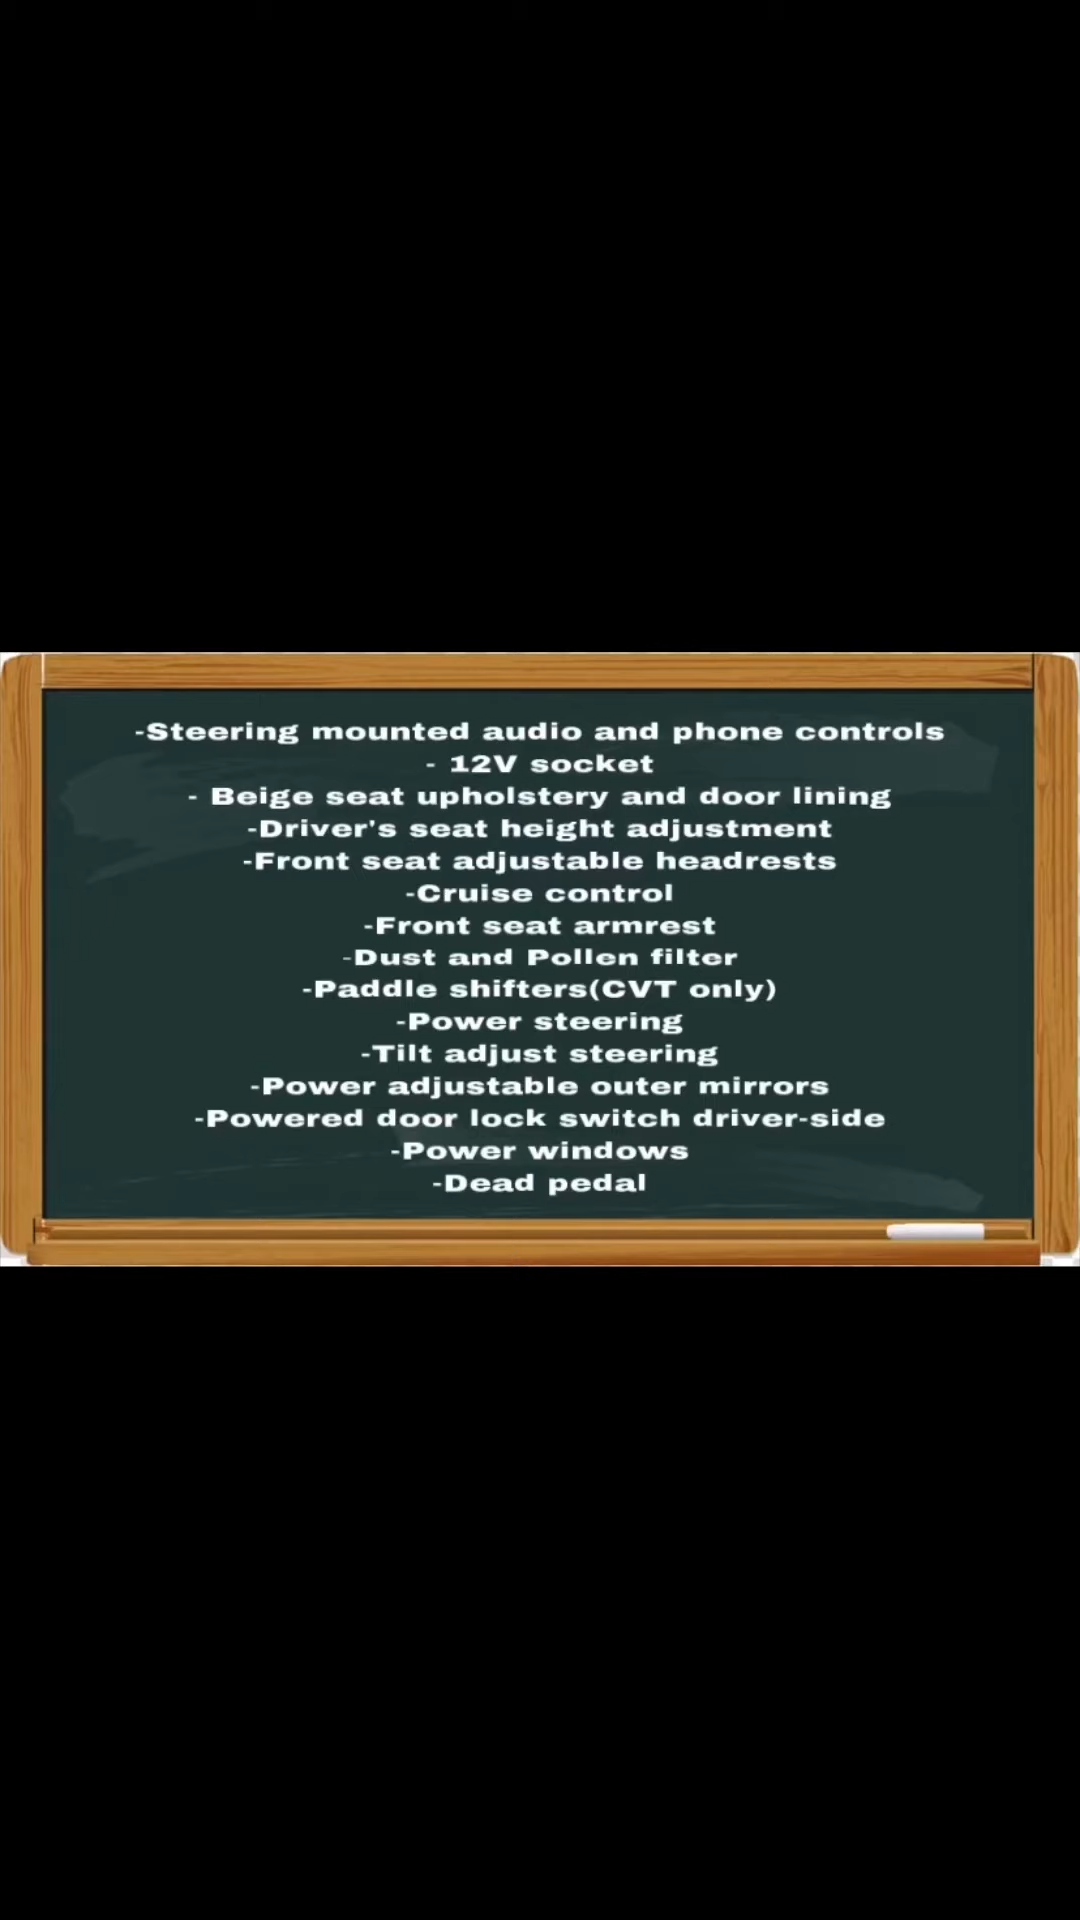 -Steering mounted audio and phone controls
- 12V socket
- Beige seat upholstery and door lining
-Driver's seat height adjustment
-Front seat adjustable headrests
-Cruise control
-Front seat armrest
-Dust and Pollen filter
-Paddle shifters(CVT only)
-Power steering
-Tilt adjust steering
-Power adjustable outer mirrors
-Powered door lock switch driver-side
-Power windows
-Dead pedal